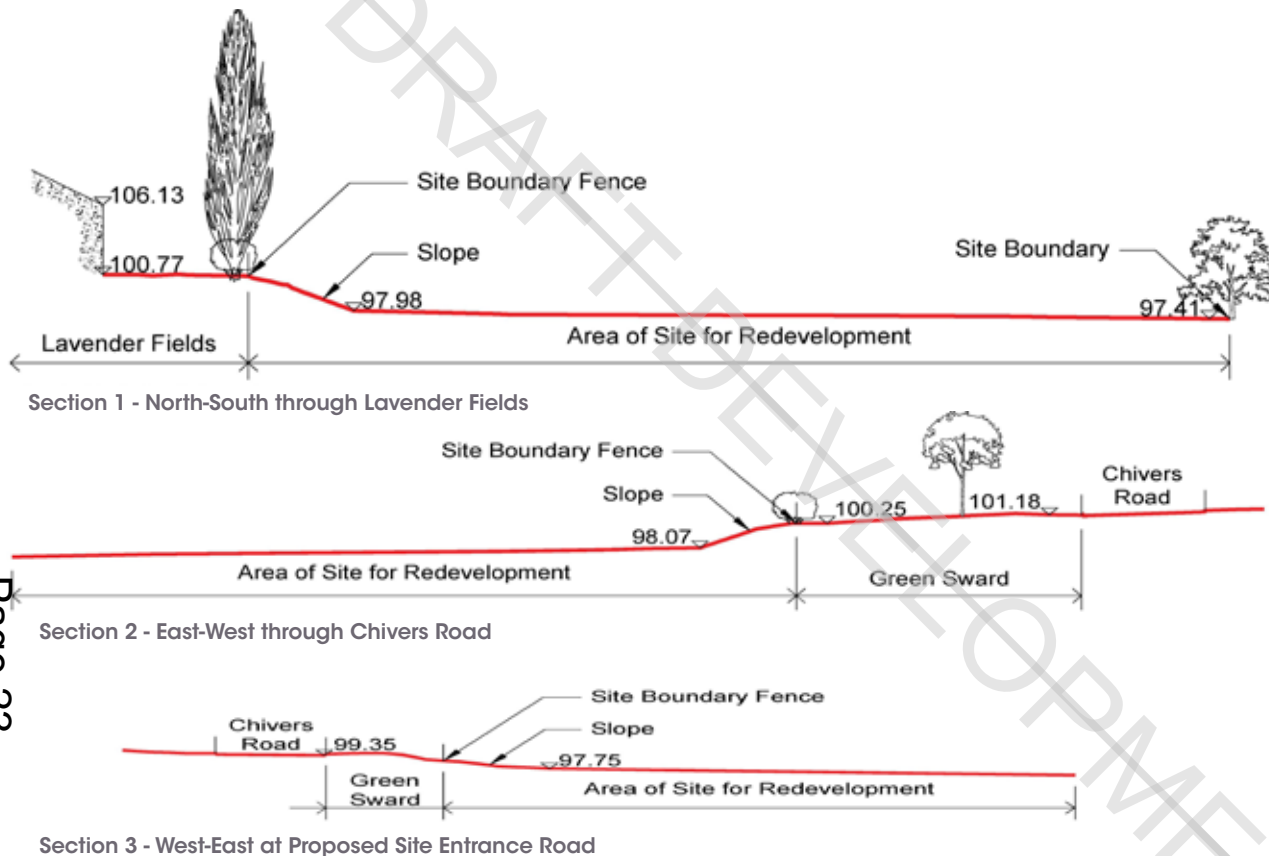 DRAFT DEVELOPME
106.13
Site Boundary Fence
Slope
Site Boundary
100.77
97.98
97.41
Lavender Fields
Area of Site for Redevelopment
Section 1 - North-South through Lavender Fields
Site Boundary Fence
Slope
Chivers
Road
100.25
101.18
98.07
Area of Site for Redevelopment
Green Sward
Section 2 - East-West through Chivers Road
Page
Site Boundary Fence
Slope
Chivers
Road
99.35
97.75
Green
Sward
Area of Site for Redevelopment
Section 3 - West-East at Proposed Site Entrance Road